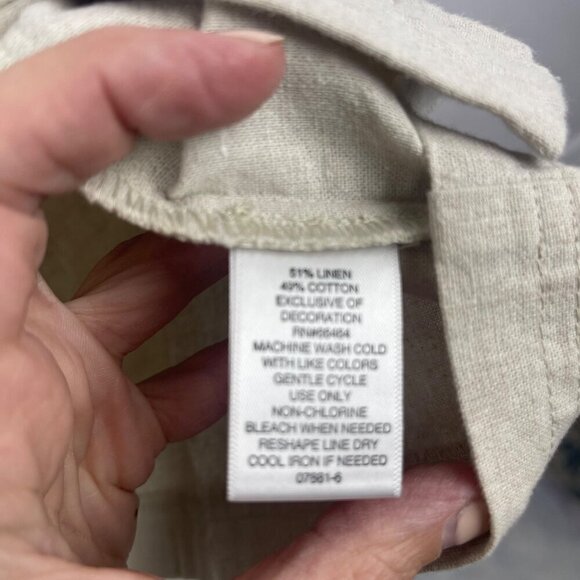 51% LINEN
49% COTTON
EXCLUSIVE OF
DECORATION
RN#66464
MACHINE WASH COLD
WITH LIKE COLORS
GENTLE CYCLE
USE ONLY
NON-CHLORINE
BLEACH WHEN NEEDED
RESHAPE LINE DRY
COOL IRON IF NEEDED
07561-6